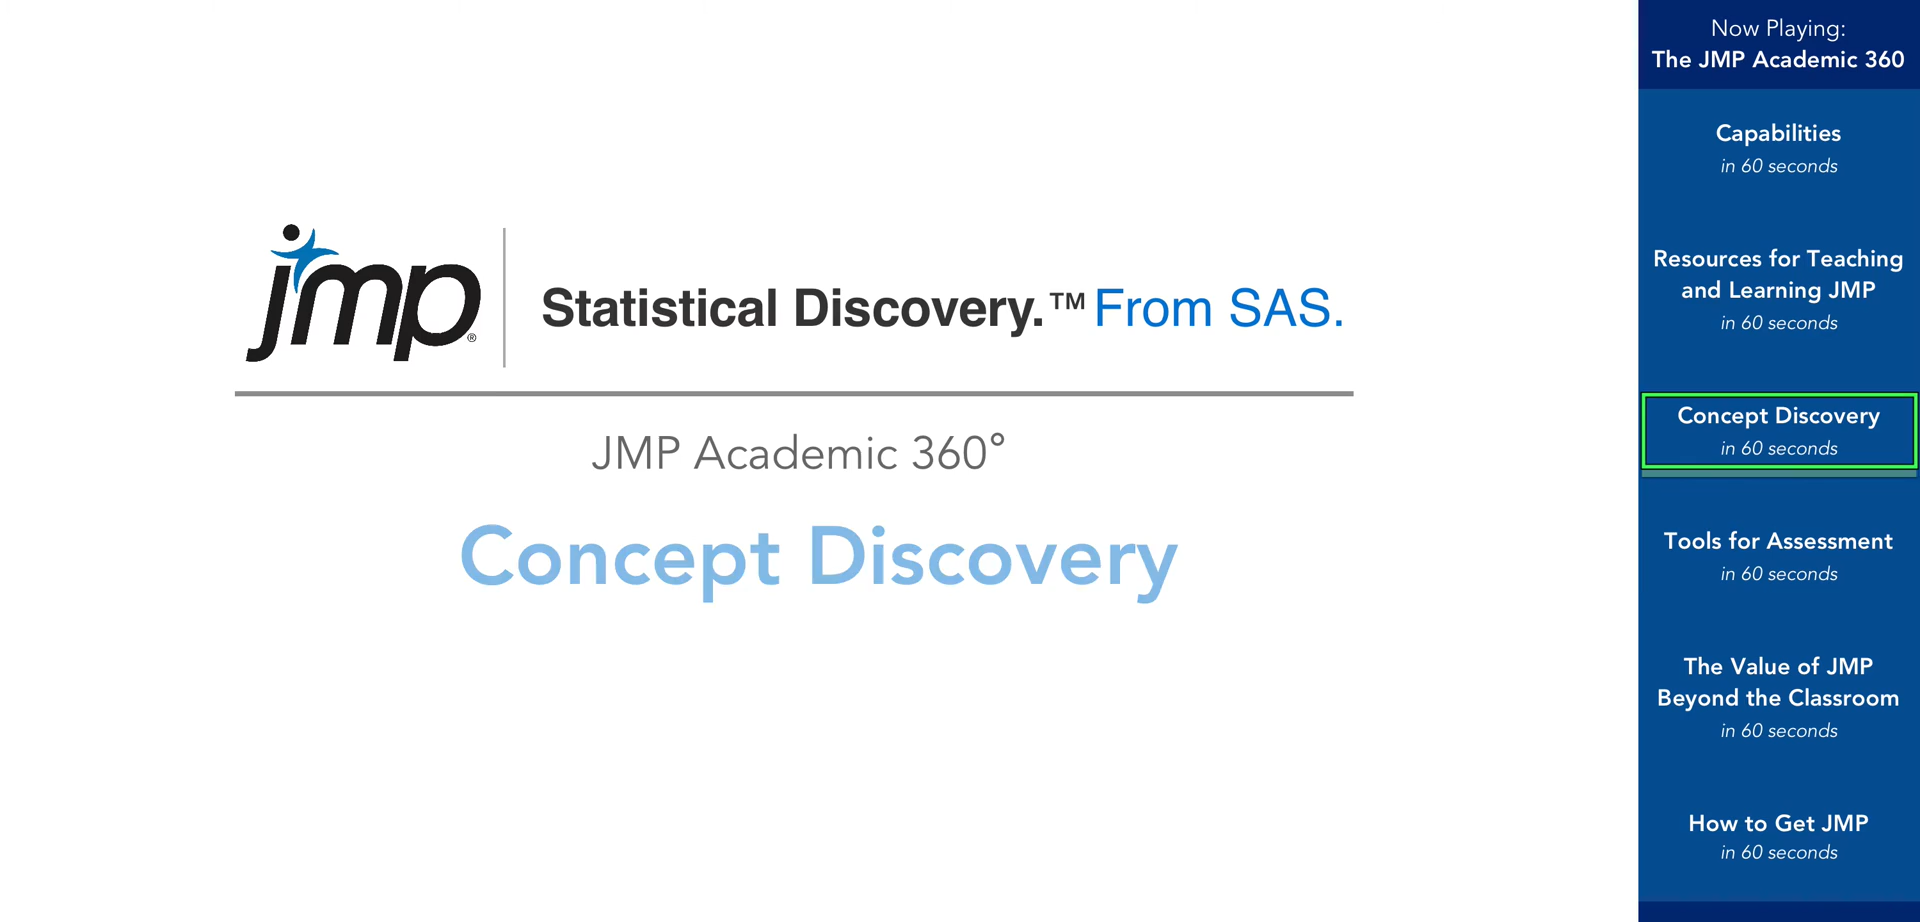 jmp®
Statistical Discovery.™ From SAS.
JMP Academic 360°
Concept Discovery
Now Playing:
The JMP Academic 360
Capabilities
in 60 seconds
Resources for Teaching
and Learning JMP
in 60 seconds
Concept Discovery
in 60 seconds
Tools for Assessment
in 60 seconds
The Value of JMP
Beyond the Classroom
in 60 seconds
How to Get JMP
in 60 seconds